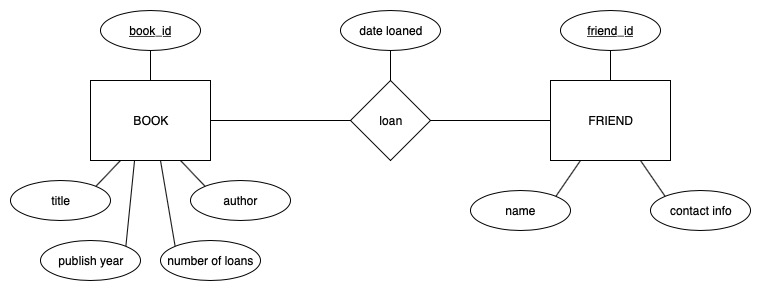 book_id
date loaned
friend_id
BOOK
loan
FRIEND
title
author
name
contact info
publish year
number of loans